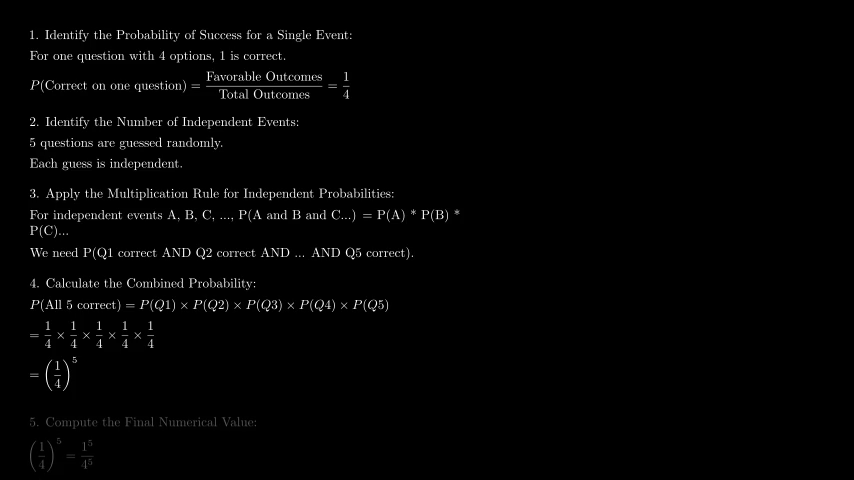 1. Identify the Probability of Success for a Single Event:
For one question with 4 options, 1 is correct.
P(Correct on one question) = Favorable Outcomes / Total Outcomes = 1/4
2. Identify the Number of Independent Events:
5 questions are guessed randomly.
Each guess is independent.
3. Apply the Multiplication Rule for Independent Probabilities:
For independent events A, B, C, ..., P(A and B and C...) = P(A) * P(B) *
P(C)...
We need P(Q1 correct AND Q2 correct AND ... AND Q5 correct).
4. Calculate the Combined Probability:
P(All 5 correct) = P(Q1) × P(Q2) × P(Q3) × P(Q4) × P(Q5)
= 1/4 × 1/4 × 1/4 × 1/4 × 1/4
= (1/4)^5
5. Compute the Final Numerical Value:
(1/4)^5 = 1^5/4^5